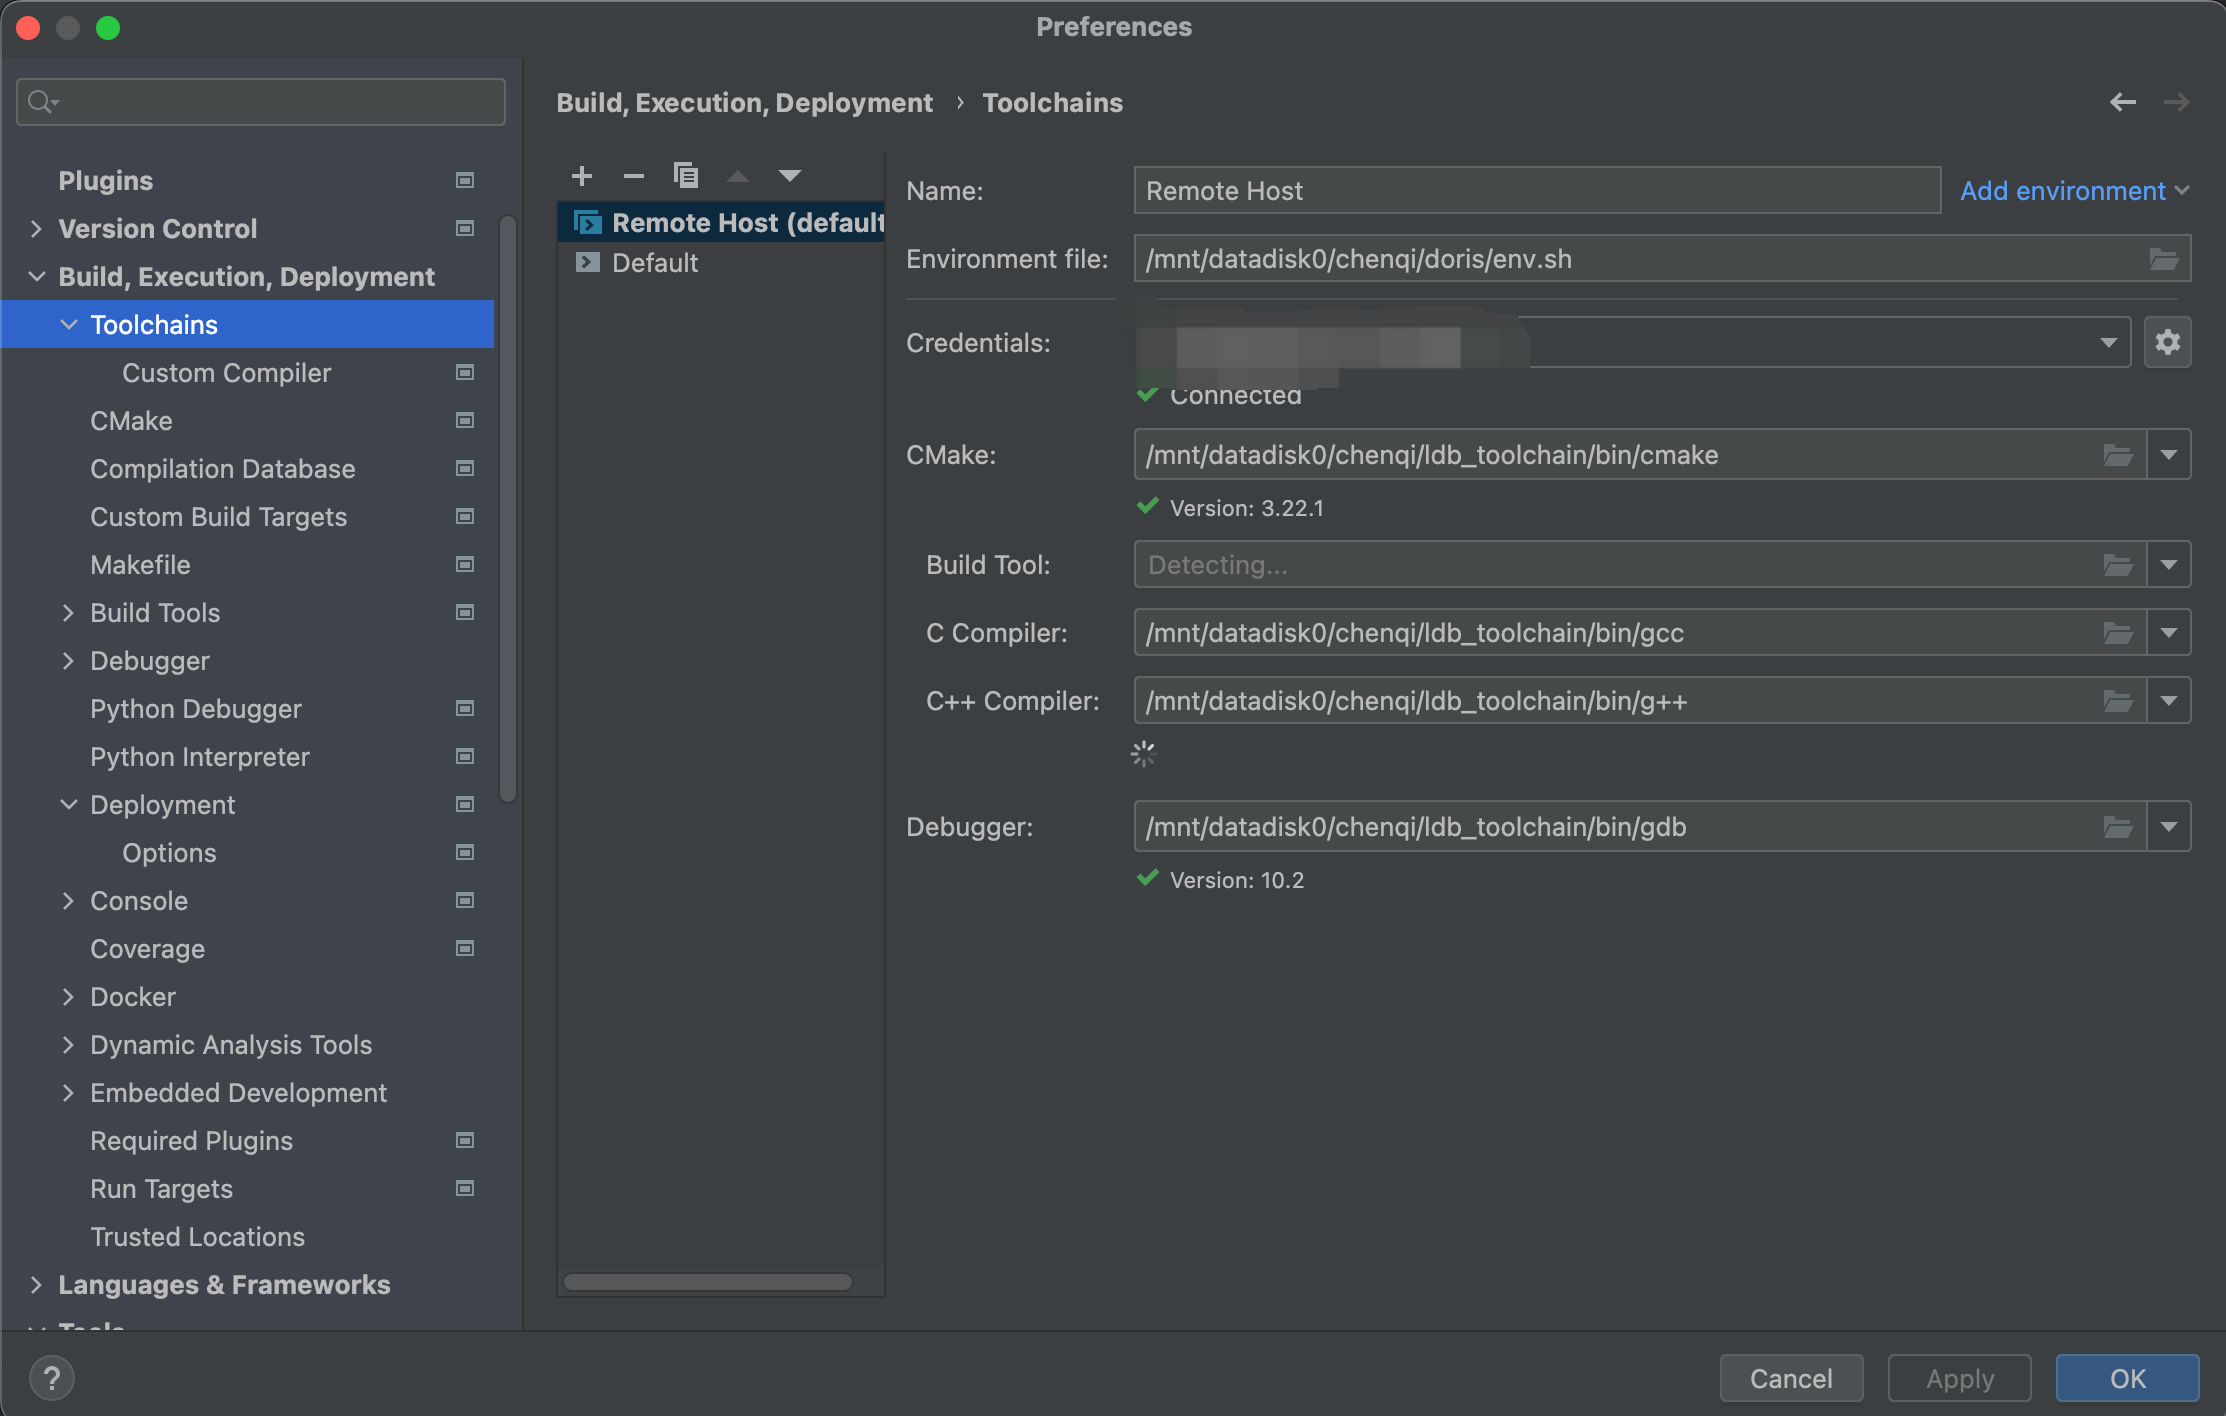 Preferences
Plugins
Version Control
Build, Execution, Deployment
Toolchains
Custom Compiler
CMake
Compilation Database
Custom Build Targets
Makefile
Build Tools
Debugger
Python Debugger
Python Interpreter
Deployment
Options
Console
Coverage
Docker
Dynamic Analysis Tools
Embedded Development
Required Plugins
Run Targets
Trusted Locations
Languages & Frameworks
Tools
Build, Execution, Deployment › Toolchains
Remote Host (default
Default
Name: Remote Host Add environment
Environment file: /mnt/datadisk0/chenqi/doris/env.sh
Credentials:
Connected
CMake: /mnt/datadisk0/chenqi/ldb_toolchain/bin/cmake
Version: 3.22.1
Build Tool: Detecting...
C Compiler: /mnt/datadisk0/chenqi/ldb_toolchain/bin/gcc
C++ Compiler: /mnt/datadisk0/chenqi/ldb_toolchain/bin/g++
Debugger: /mnt/datadisk0/chenqi/ldb_toolchain/bin/gdb
Version: 10.2
? Cancel Apply OK